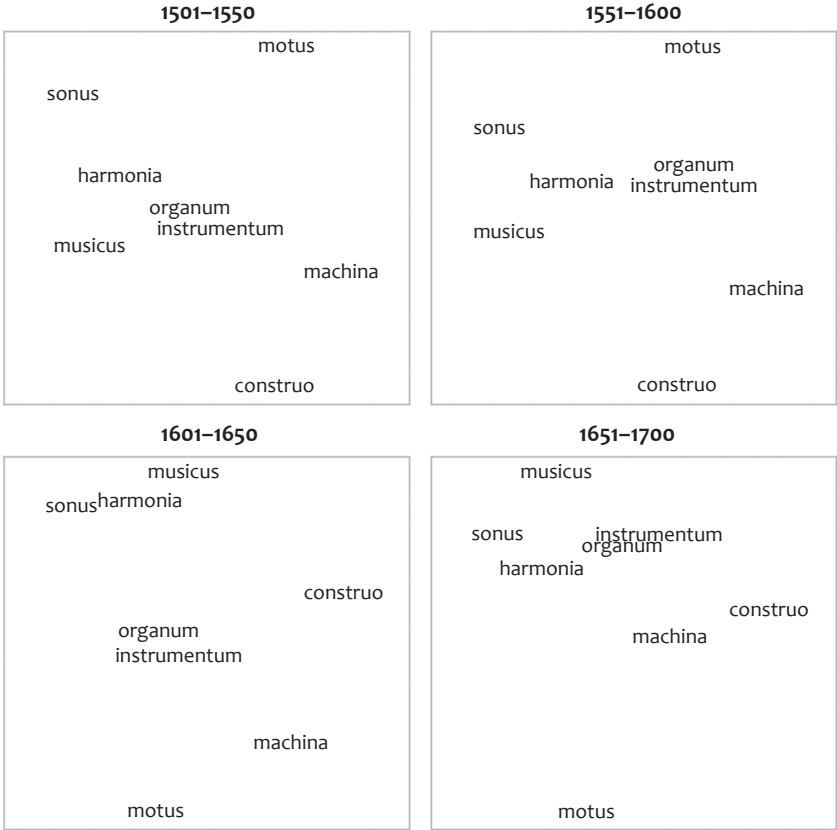 1501–1550
motus
sonus
harmonia
organum
instrumentum
musicus
machina
construo
1551–1600
motus
sonus
organum
harmonia
instrumentum
musicus
machina
construo
1601–1650
musicus
harmonia
sonus
construo
organum
instrumentum
machina
motus
1651–1700
musicus
sonus
instrumentum
organum
harmonia
construo
machina
motus